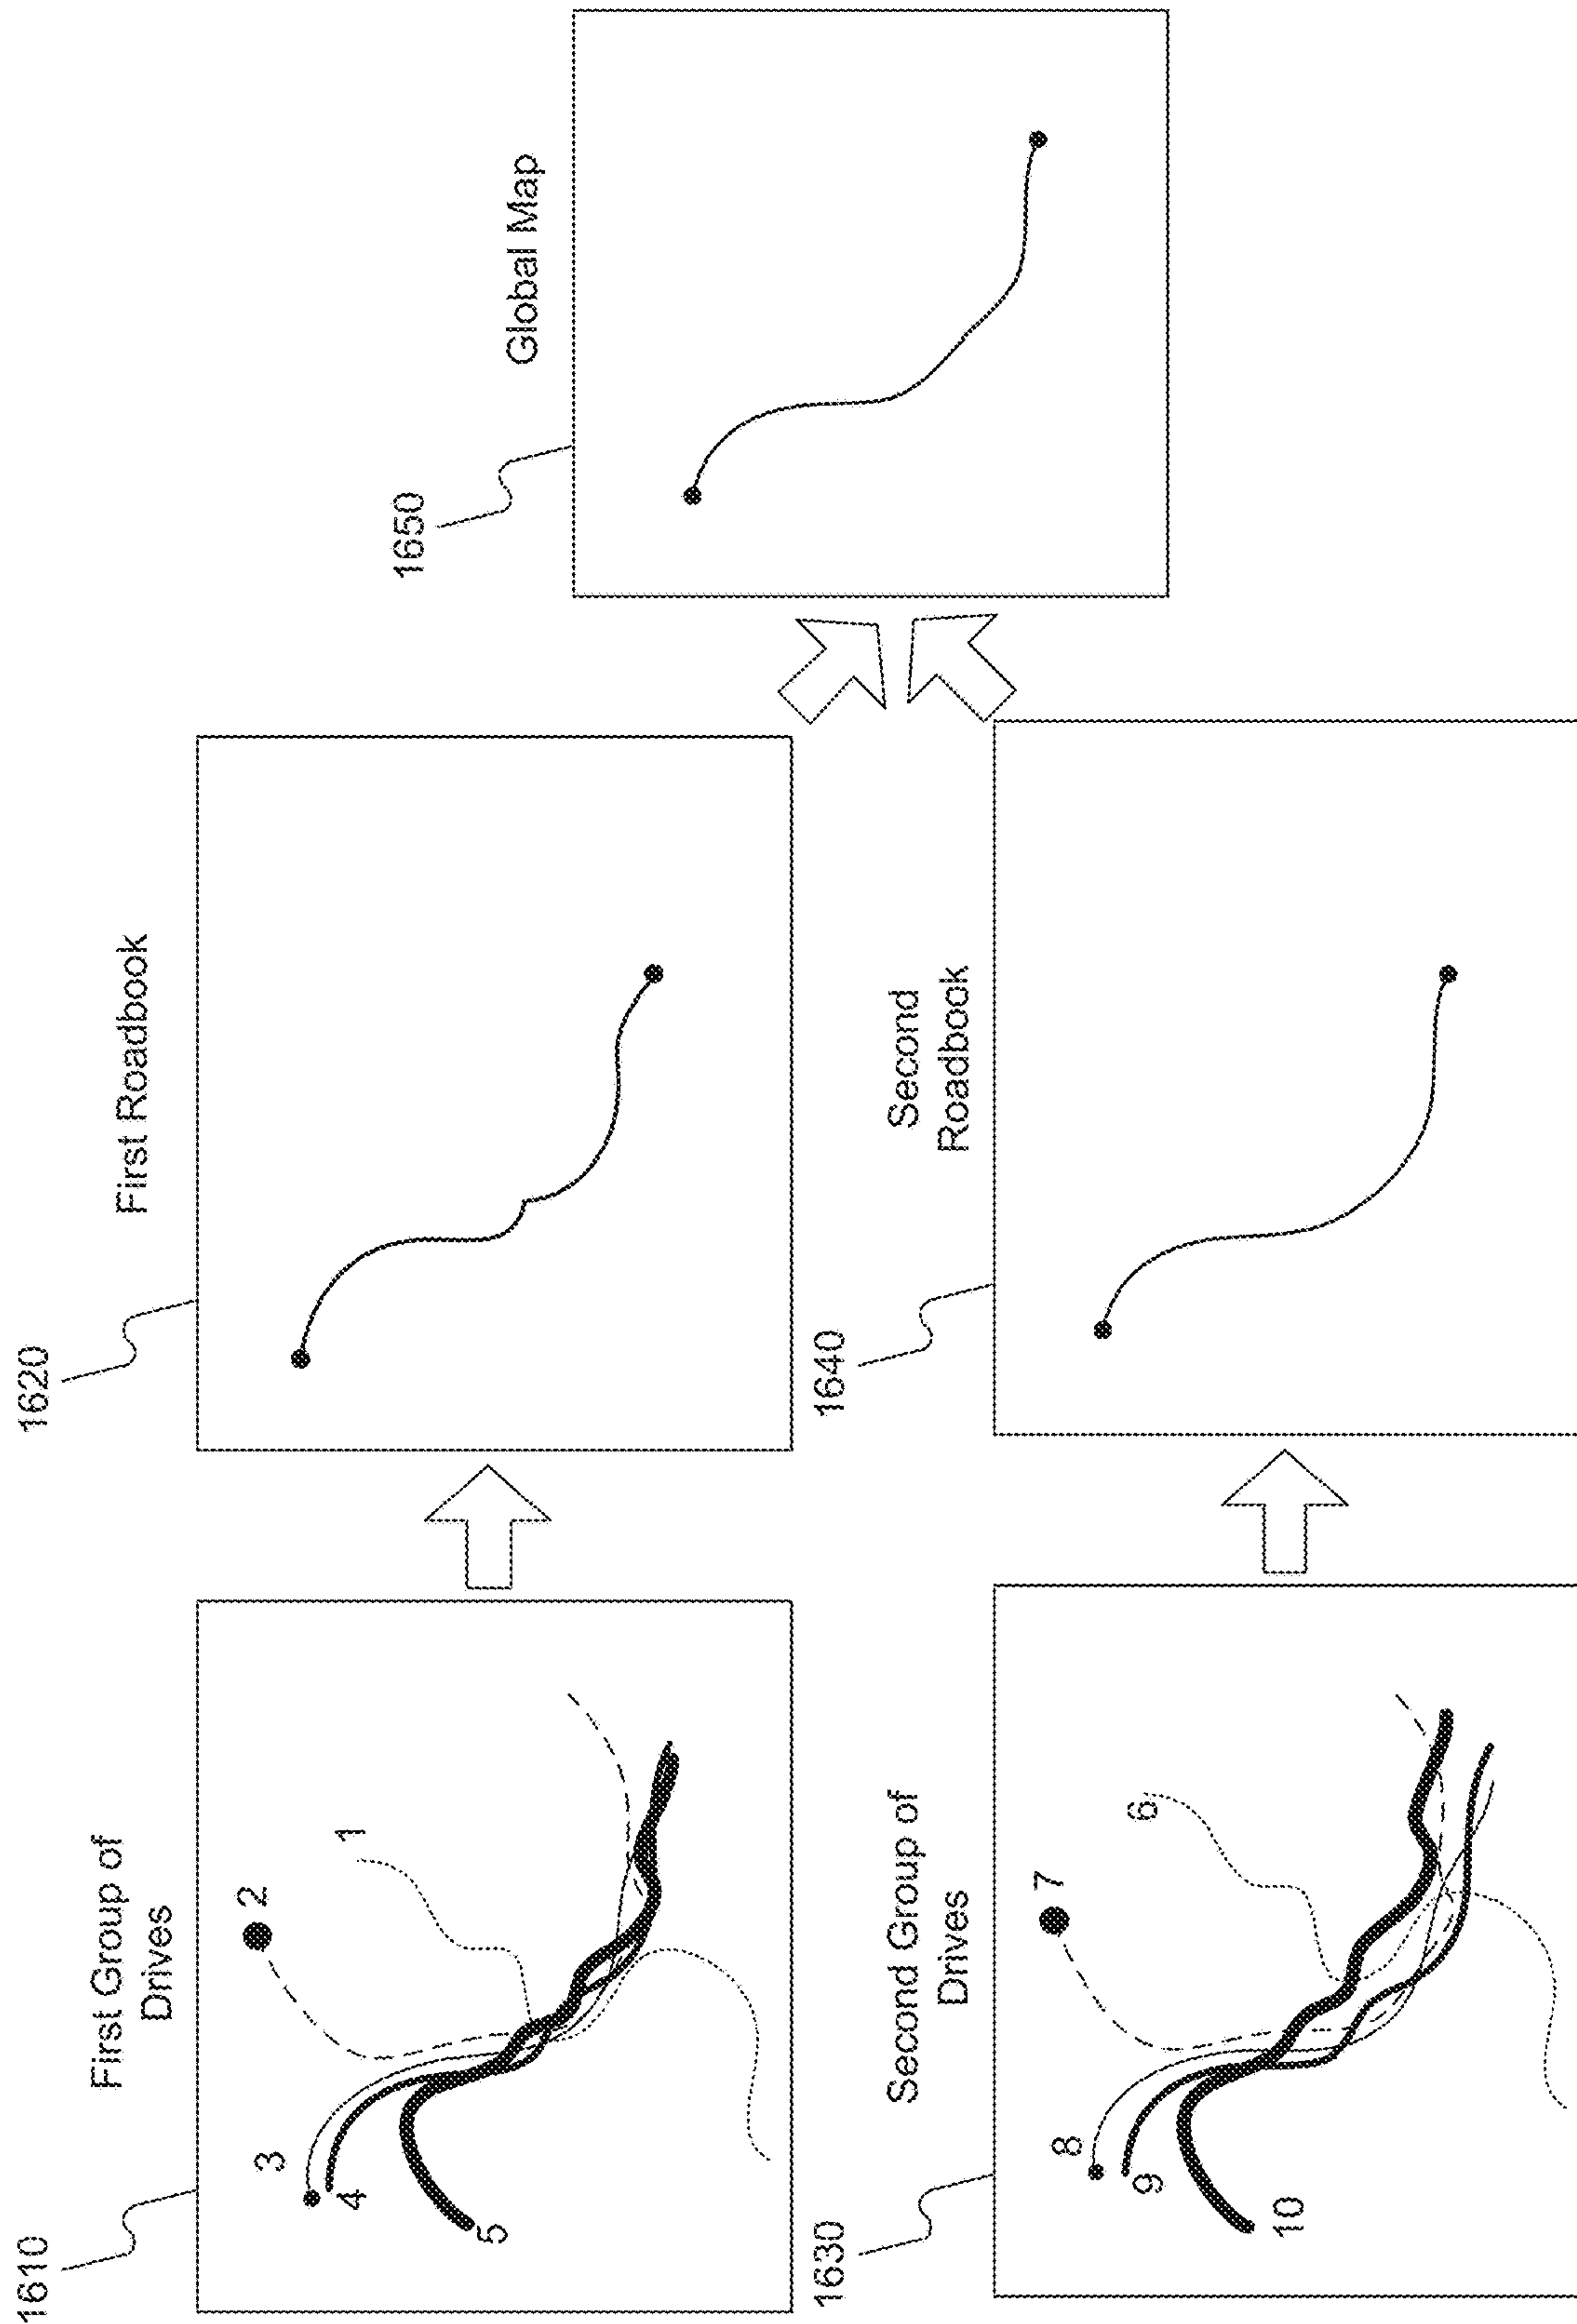 1610
First Group of
Drives
1
2
3
4
5
1620
First Roadbook
1630
Second Group of
Drives
6
7
8
9
10
1640
Second
Roadbook
1650
Global Map